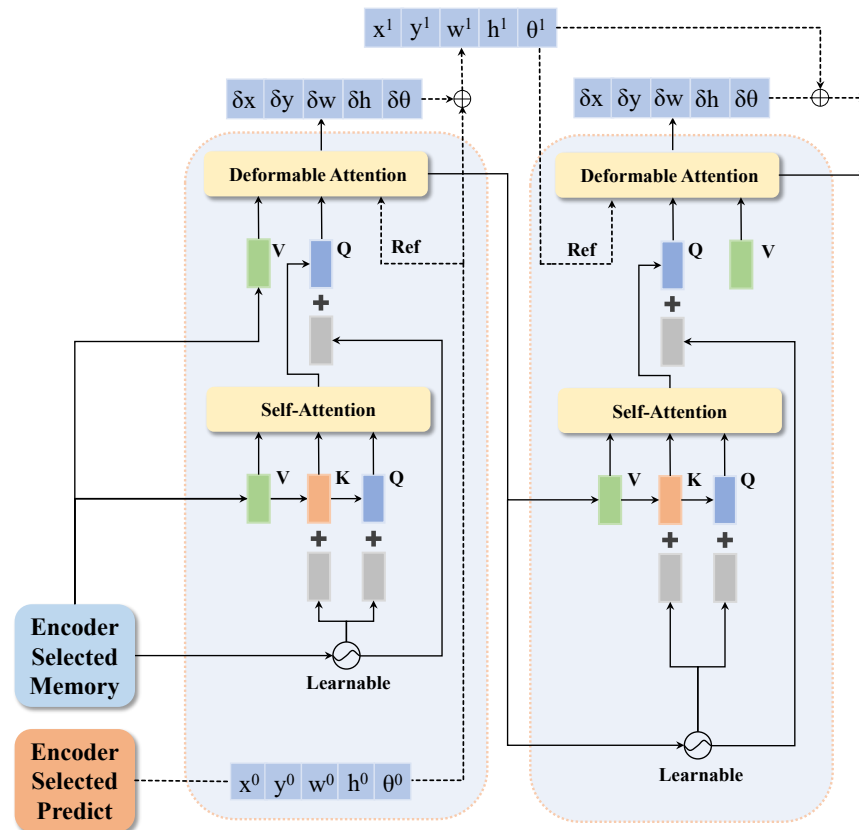 x¹ y¹ w¹ h¹ θ¹
δx δy δw δh δθ
δx δy δw δh δθ
Deformable Attention
Deformable Attention
V Q Ref
Ref Q V
Self-Attention
Self-Attention
V K Q
V K Q
Encoder
Selected
Memory
Learnable
Learnable
Encoder
Selected
Predict
x⁰ y⁰ w⁰ h⁰ θ⁰